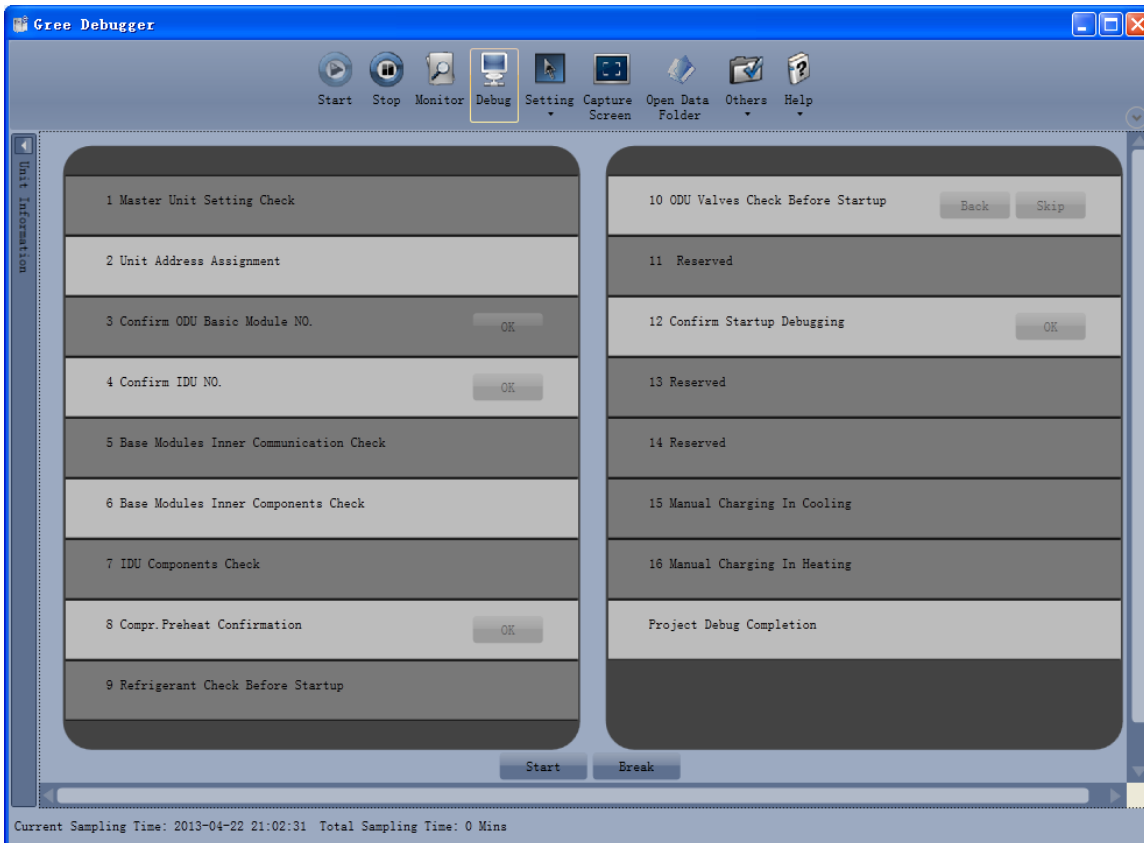 Gree Debugger
Start Stop Monitor Debug Setting Capture Screen Open Data Folder Others Help
Unit Information
1 Master Unit Setting Check
2 Unit Address Assignment
3 Confirm ODU Basic Module NO. OK
4 Confirm IDU NO. OK
5 Base Modules Inner Communication Check
6 Base Modules Inner Components Check
7 IDU Components Check
8 Compr.Preheat Confirmation OK
9 Refrigerant Check Before Startup
10 ODU Valves Check Before Startup Back Skip
11 Reserved
12 Confirm Startup Debugging OK
13 Reserved
14 Reserved
15 Manual Charging In Cooling
16 Manual Charging In Heating
Project Debug Completion
Start Break
Current Sampling Time: 2013-04-22 21:02:31 Total Sampling Time: 0 Mins